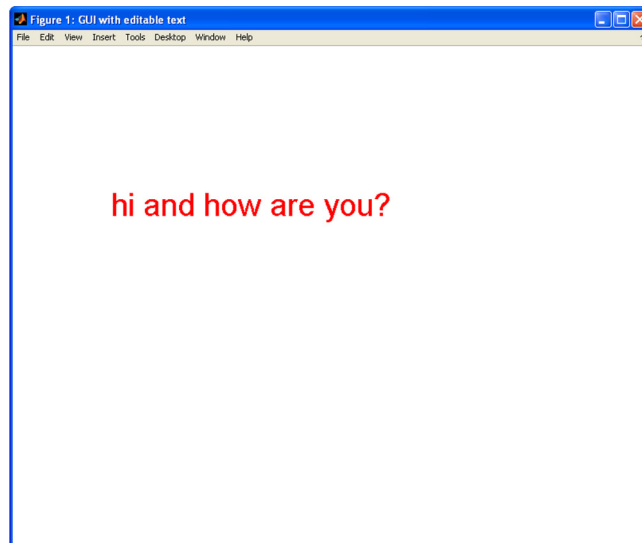 Figure 1: GUI with editable text
File Edit View Insert Tools Desktop Window Help
hi and how are you?